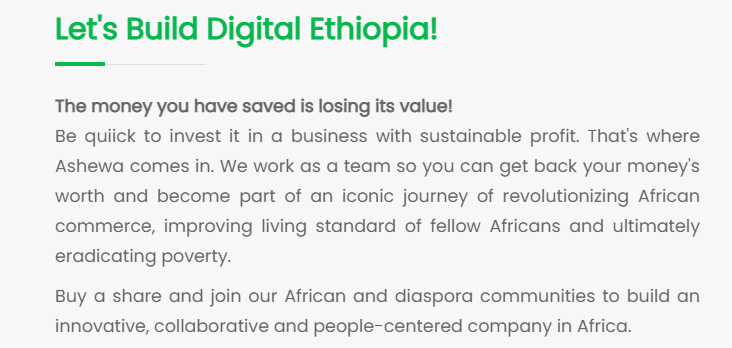 Let's Build Digital Ethiopia!
The money you have saved is losing its value!
Be quiick to invest it in a business with sustainable profit. That's where
Ashewa comes in. We work as a team so you can get back your money's
worth and become part of an iconic journey of revolutionizing African
commerce, improving living standard of fellow Africans and ultimately
eradicating poverty.
Buy a share and join our African and diaspora communities to build an
innovative, collaborative and people-centered company in Africa.